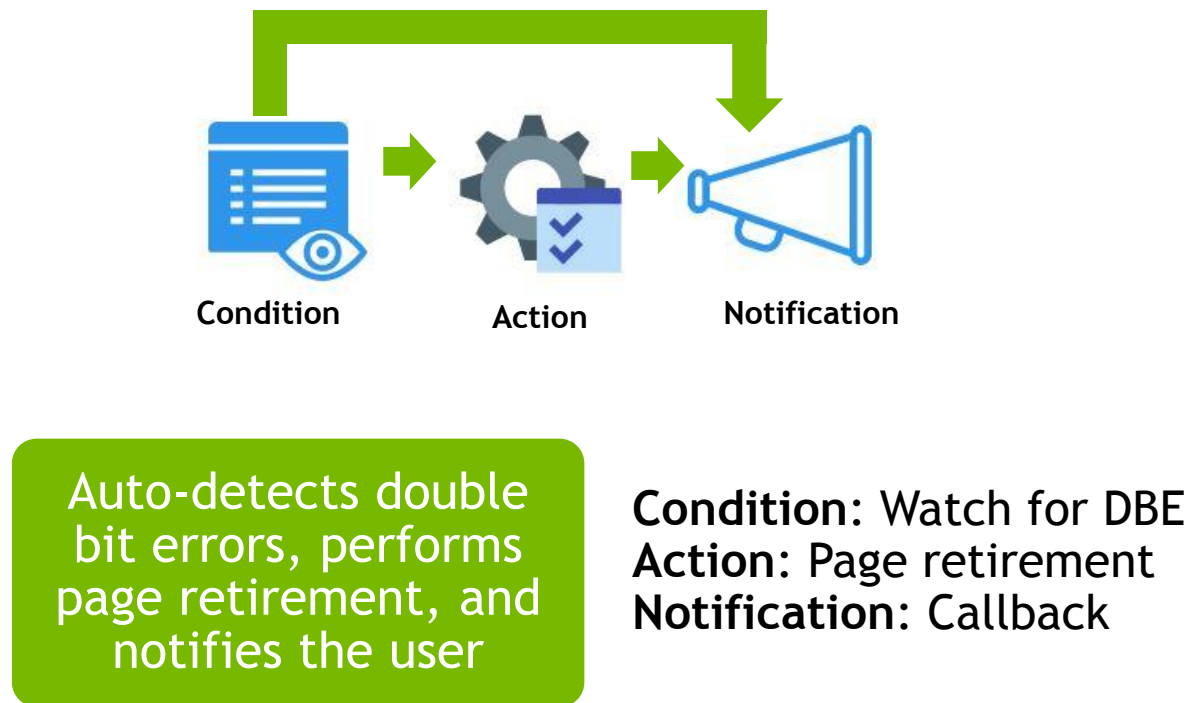 Condition
Action
Notification
Auto-detects double
bit errors, performs
page retirement, and
notifies the user
Condition: Watch for DBE
Action: Page retirement
Notification: Callback